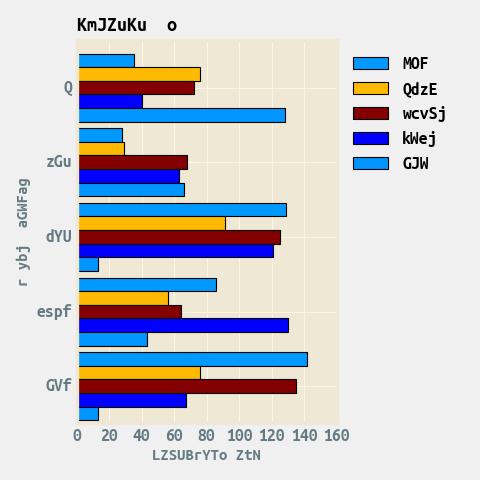 KmJZuKu  o
MOF
QdzE
wcvSj
kWej
GJW
Q
zGu
dYU
espf
GVf
r ybj  aGWFag
0 20 40 60 80 100 120 140 160
LZSUBrYTo ZtN